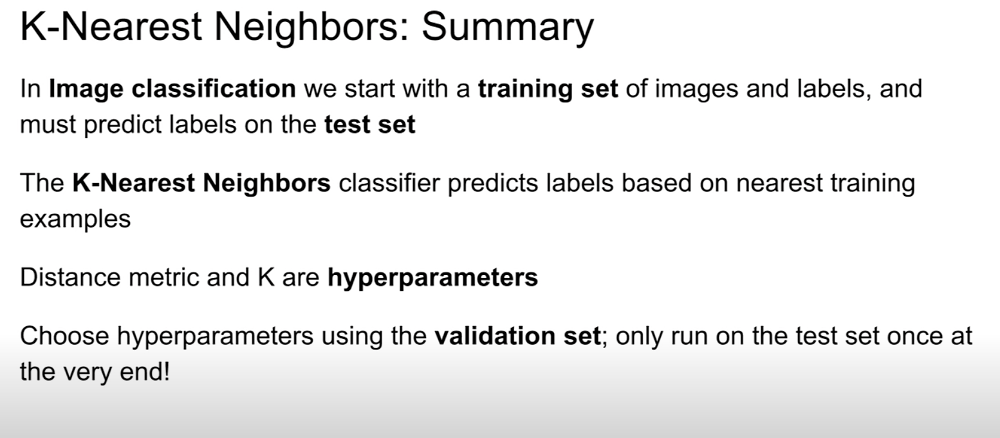 K-Nearest Neighbors: Summary
In Image classification we start with a training set of images and labels, and
must predict labels on the test set
The K-Nearest Neighbors classifier predicts labels based on nearest training
examples
Distance metric and K are hyperparameters
Choose hyperparameters using the validation set; only run on the test set once at
the very end!